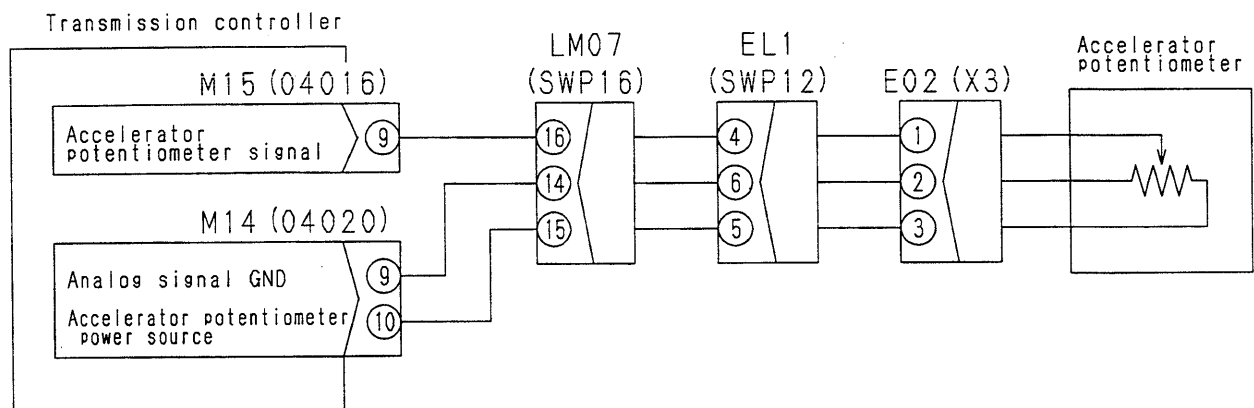 Transmission controller
M15 (04016)
Accelerator
potentiometer signal
9
M14 (04020)
Analog signal GND
9
Accelerator potentiometer
power source
10
LM07
(SWP16)
16
14
15
EL1
(SWP12)
4
6
5
E02 (X3)
1
2
3
Accelerator
potentiometer